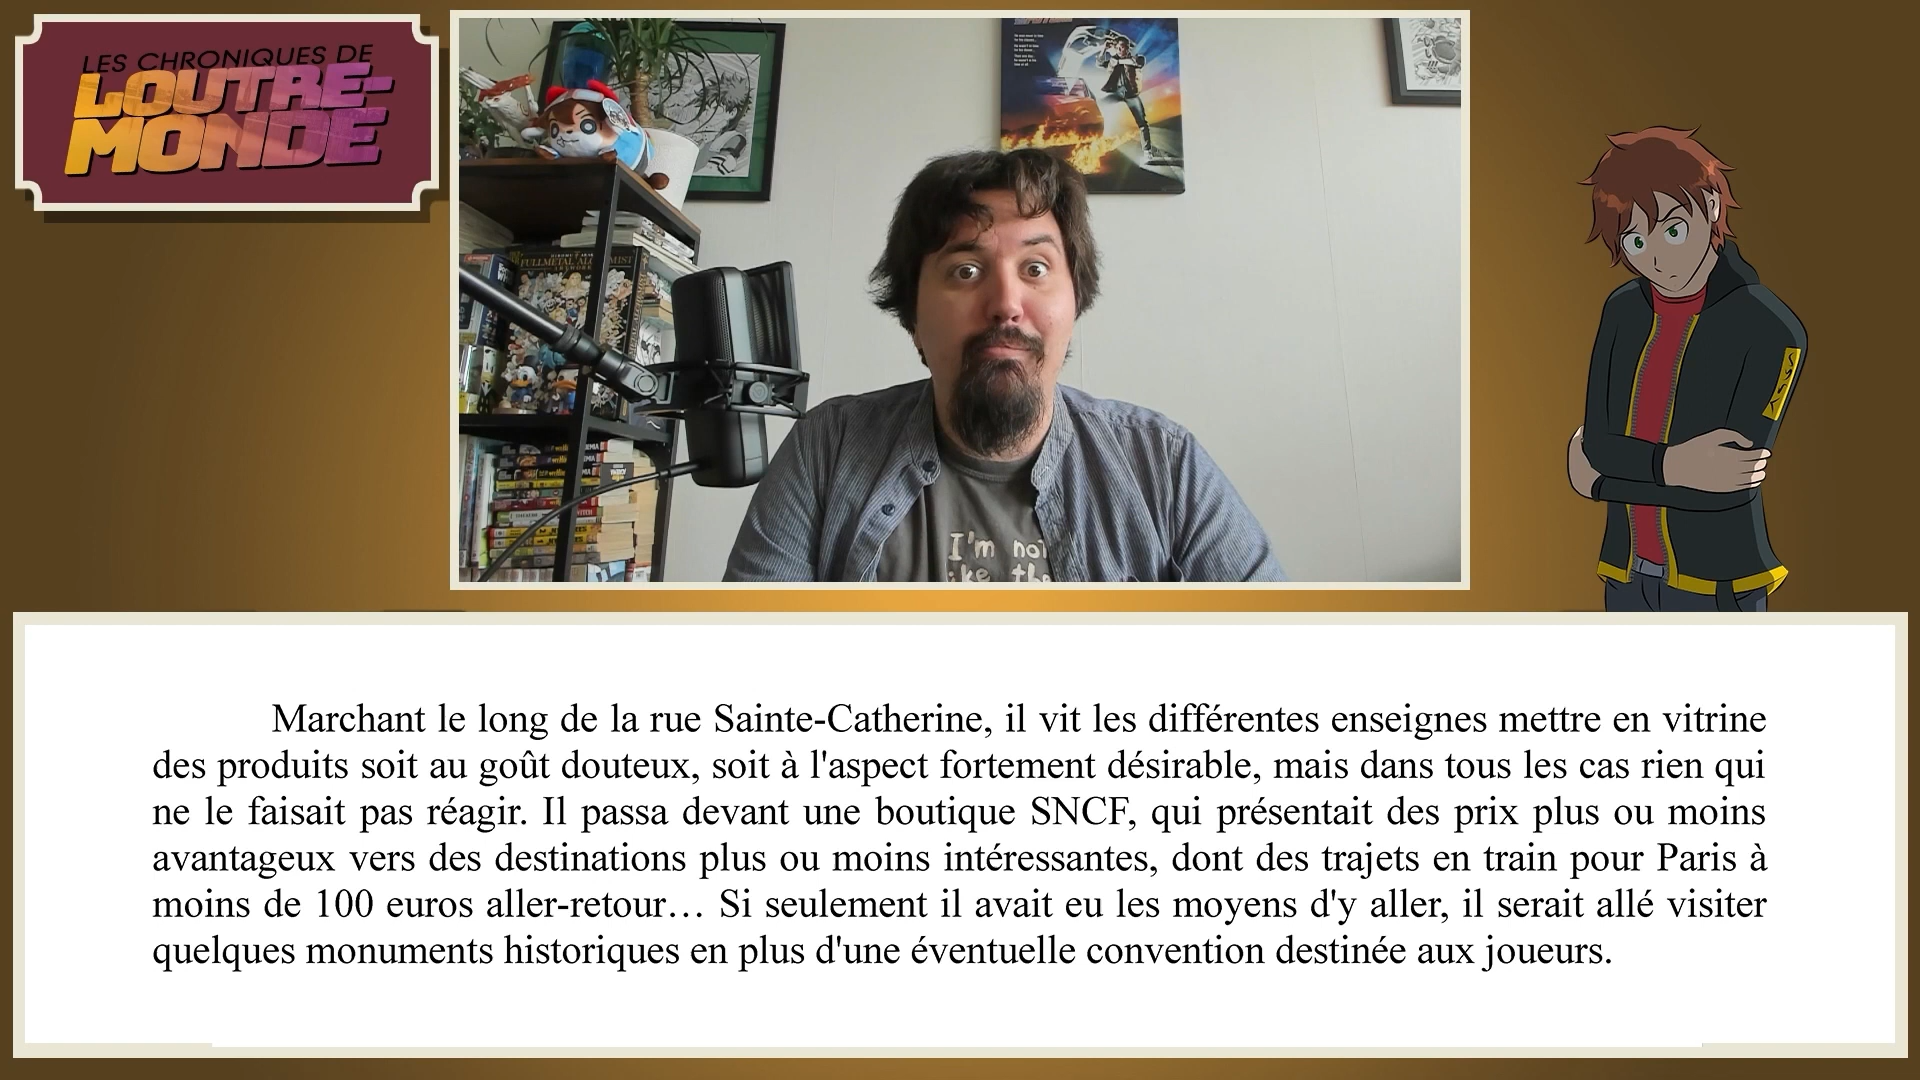 LES CHRONIQUES DE
LOUTRE-
MONDE
FULLMETAL ALCHEMIST
I'm not
Marchant le long de la rue Sainte-Catherine, il vit les différentes enseignes mettre en vitrine
des produits soit au goût douteux, soit à l'aspect fortement désirable, mais dans tous les cas rien qui
ne le faisait pas réagir. Il passa devant une boutique SNCF, qui présentait des prix plus ou moins
avantageux vers des destinations plus ou moins intéressantes, dont des trajets en train pour Paris à
moins de 100 euros aller-retour… Si seulement il avait eu les moyens d'y aller, il serait allé visiter
quelques monuments historiques en plus d'une éventuelle convention destinée aux joueurs.